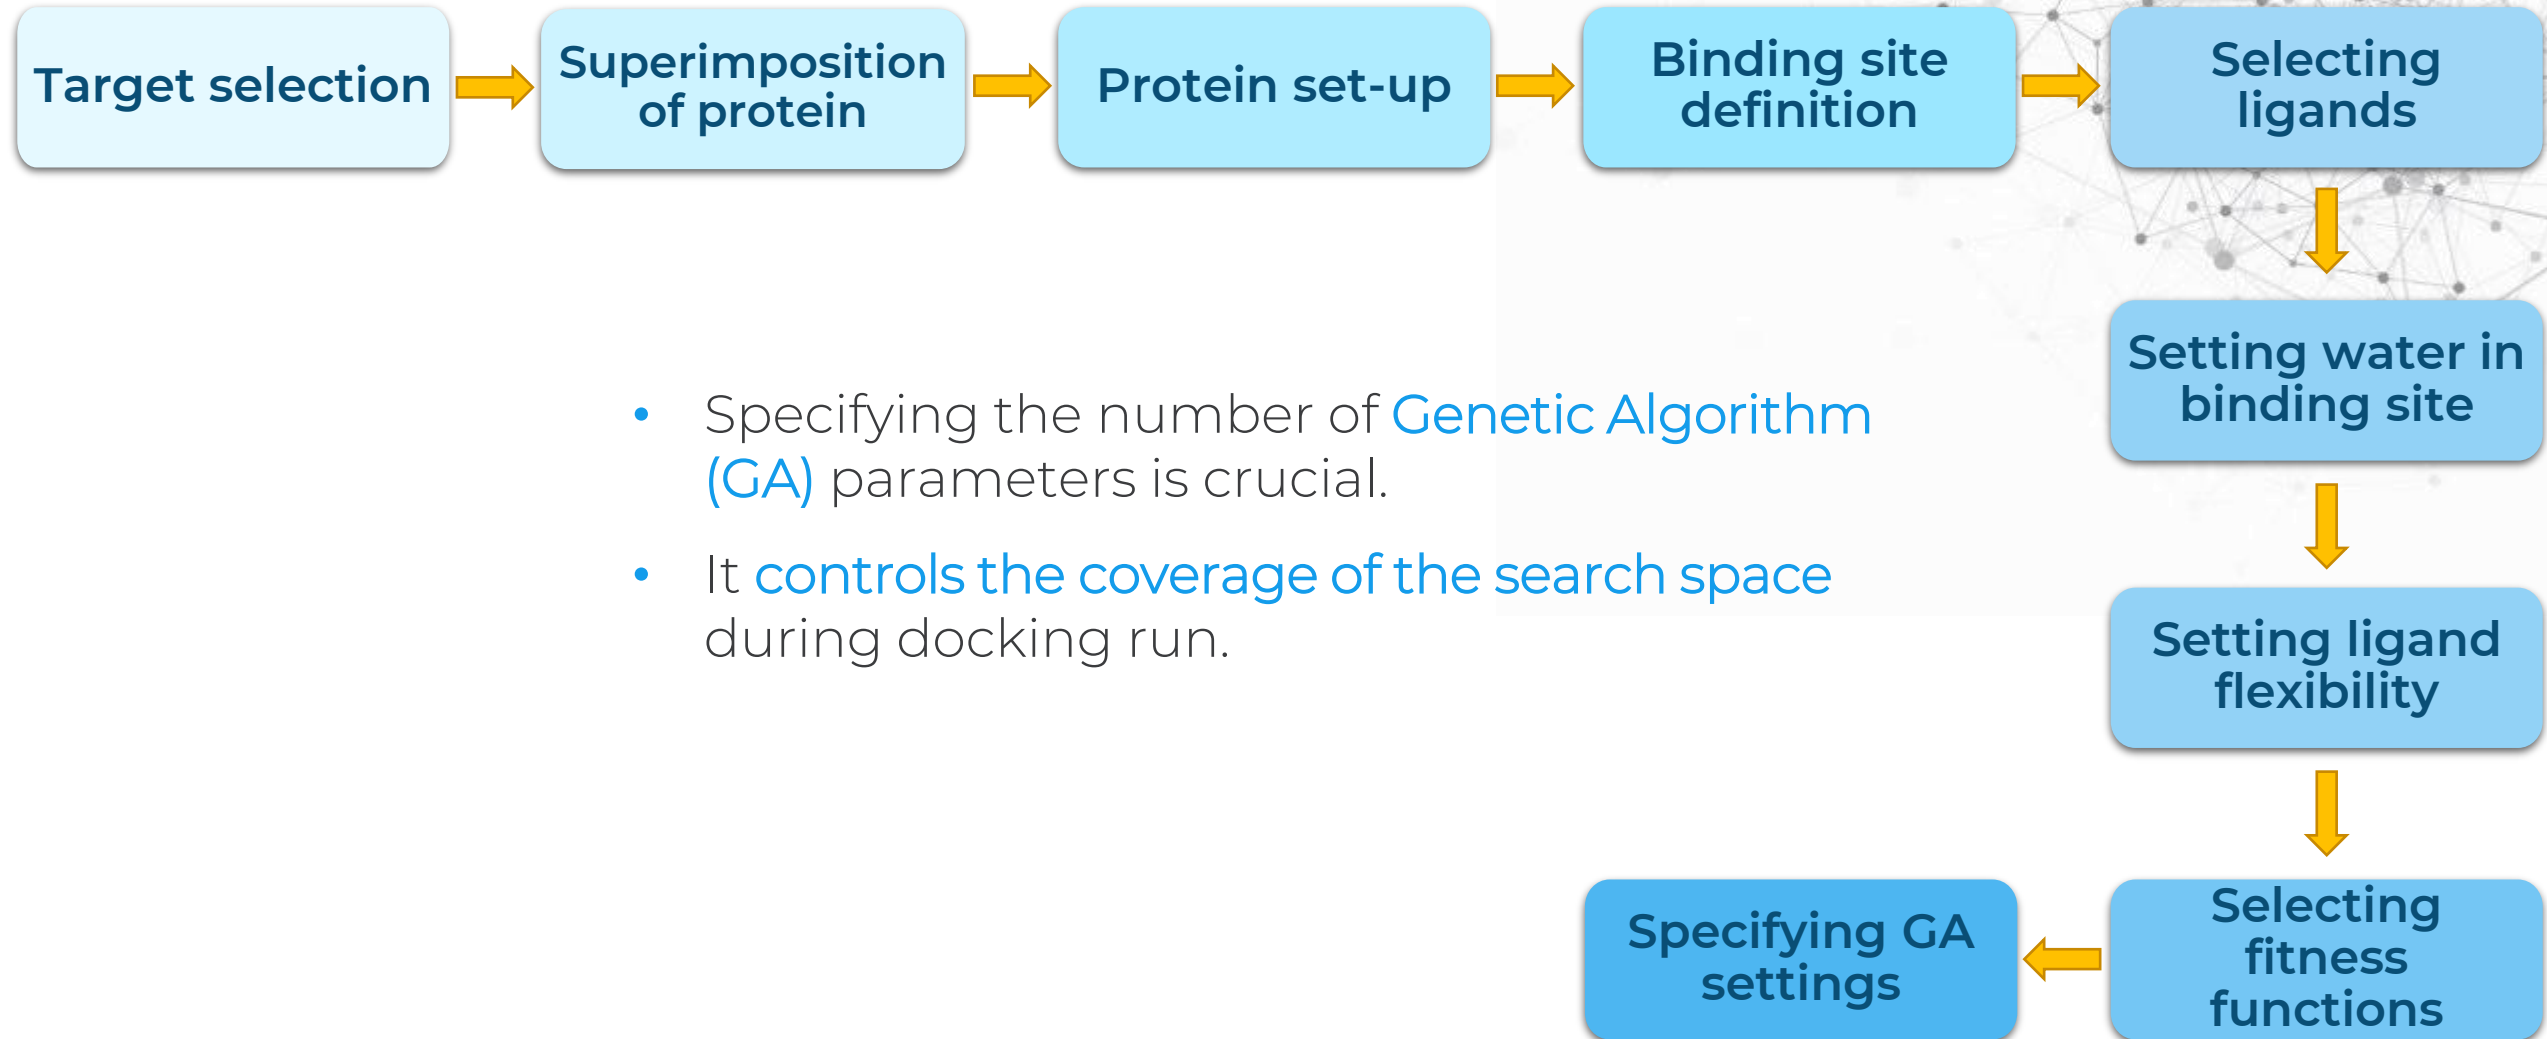 Target selection
Superimposition
of protein
Protein set-up
Binding site
definition
Selecting
ligands
Setting water in
binding site
• Specifying the number of Genetic Algorithm
(GA) parameters is crucial.
• It controls the coverage of the search space
during docking run.
Setting ligand
flexibility
Selecting
fitness
functions
Specifying GA
settings